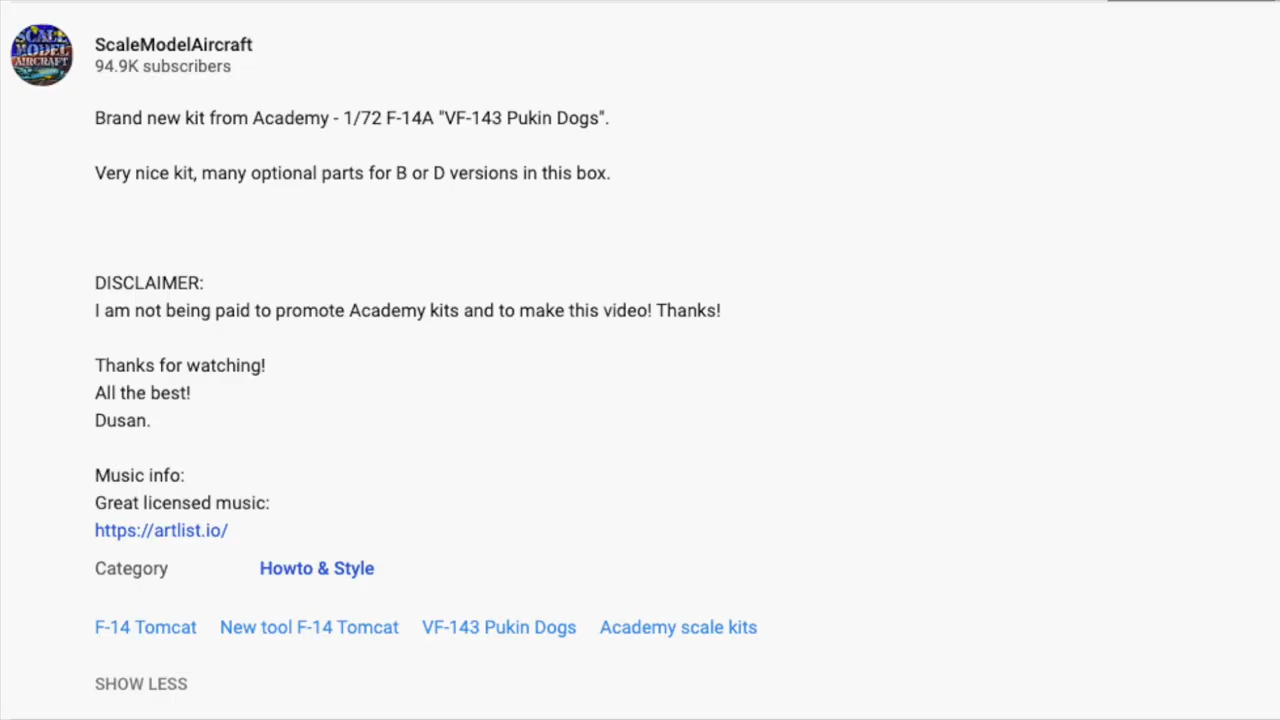 SCALE
MODEL
AIRCRAFT
ScaleModelAircraft
94.9K subscribers
Brand new kit from Academy - 1/72 F-14A "VF-143 Pukin Dogs".
Very nice kit, many optional parts for B or D versions in this box.
DISCLAIMER:
I am not being paid to promote Academy kits and to make this video! Thanks!
Thanks for watching!
All the best!
Dusan.
Music info:
Great licensed music:
https://artlist.io/
Category Howto & Style
F-14 Tomcat New tool F-14 Tomcat VF-143 Pukin Dogs Academy scale kits
SHOW LESS